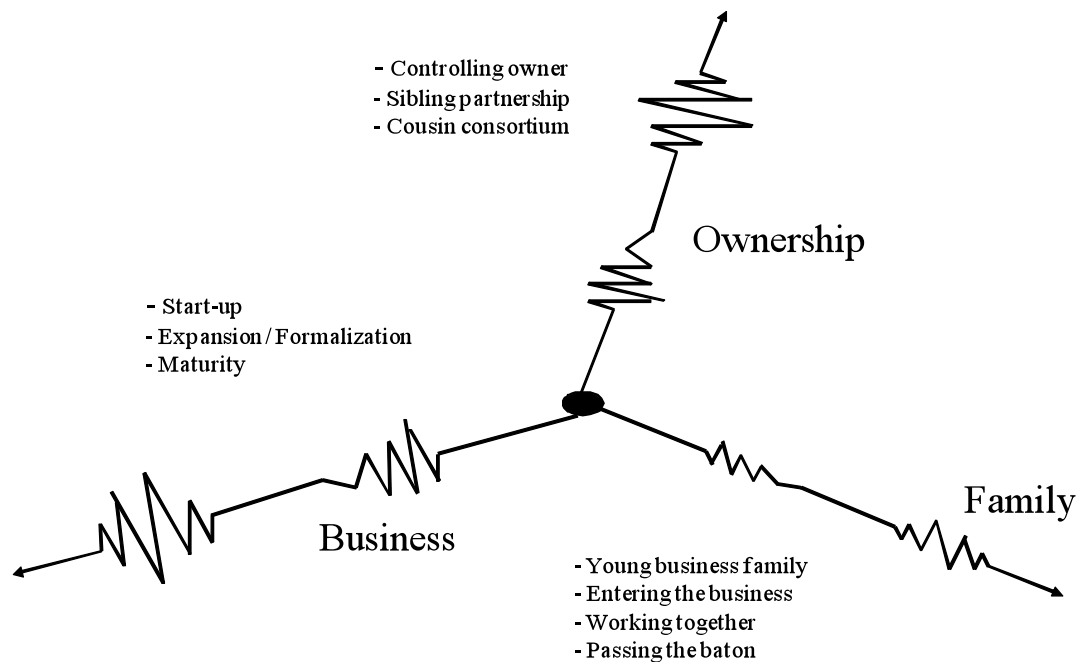 - Controlling owner
- Sibling partnership
- Cousin consortium
Ownership
- Start-up
- Expansion / Formalization
- Maturity
Business
Family
- Young business family
- Entering the business
- Working together
- Passing the baton